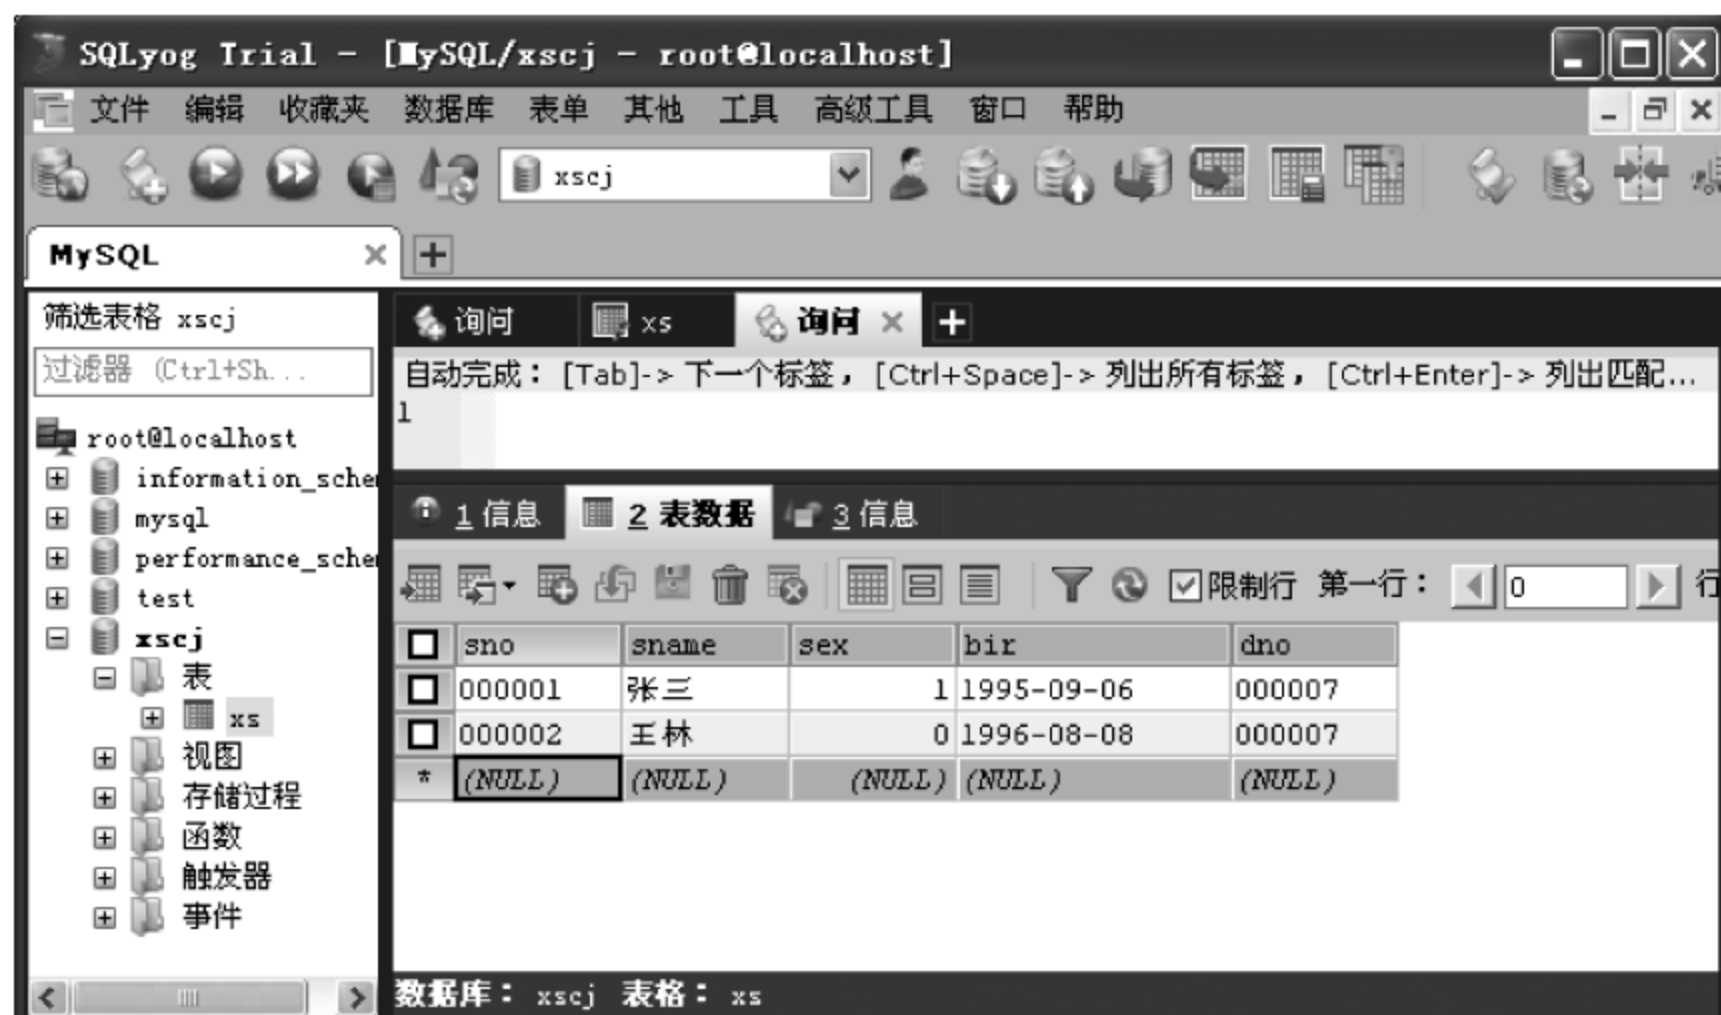 SQLyog Trial - [MySQL/xscj - root@localhost]
文件 编辑 收藏夹 数据库 表单 其他 工具 高级工具 窗口 帮助
xscj
MySQL
筛选表格 xscj
过滤器 (Ctrl+Sh...
root@localhost
information_sche
mysql
performance_sche
test
xscj
表
xs
视图
存储过程
函数
触发器
事件
询问 xs 询问
自动完成：[Tab]-> 下一个标签，[Ctrl+Space]-> 列出所有标签，[Ctrl+Enter]-> 列出匹配...
1
1 信息 2 表数据 3 信息
限制行 第一行： 0 行
sno sname sex bir dno
000001 张三 1 1995-09-06 000007
000002 王林 0 1996-08-08 000007
* (NULL) (NULL) (NULL) (NULL) (NULL)
数据库： xscj 表格： xs